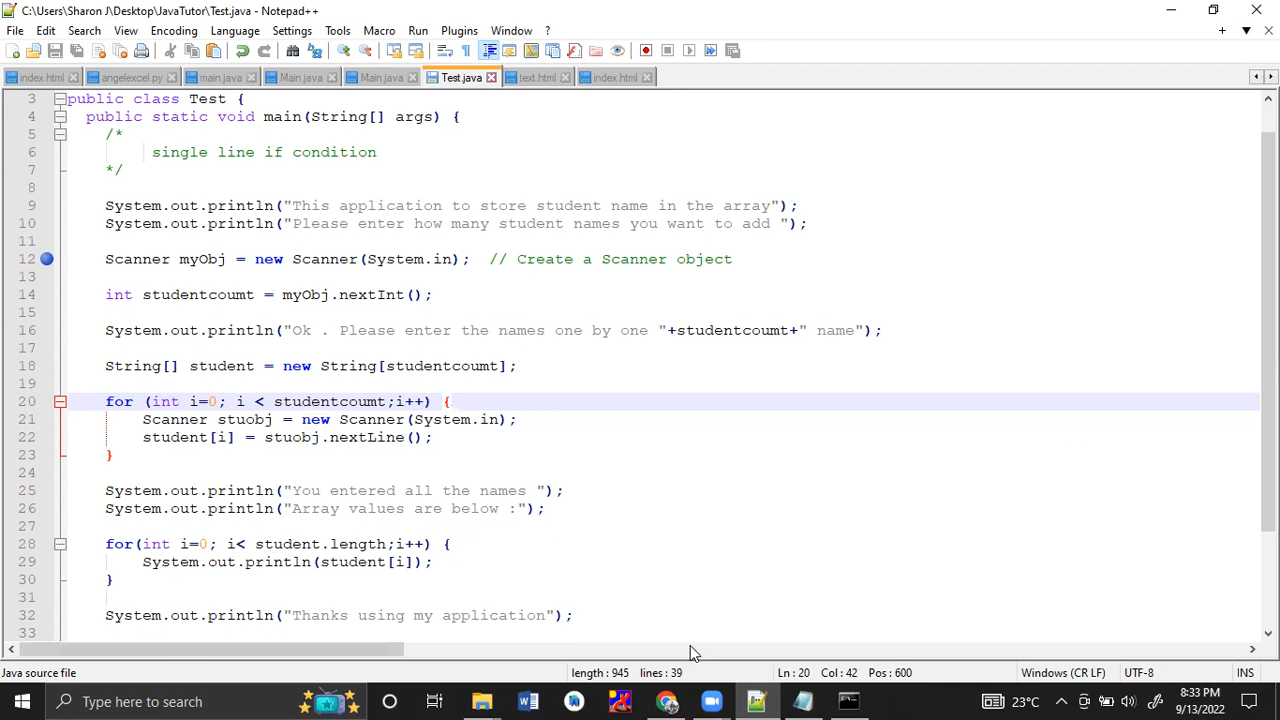 C:\Users\Sharon J\Desktop\JavaTutor\Test.java - Notepad++
File Edit Search View Encoding Language Settings Tools Macro Run Plugins Window ?
index.html angelexcel.py main.java Main.java Main.java Test.java text.html index.html
3 public class Test {
4 public static void main(String[] args) {
5 /*
6 single line if condition
7 */
8
9 System.out.println("This application to store student name in the array");
10 System.out.println("Please enter how many student names you want to add ");
11
12 Scanner myObj = new Scanner(System.in); // Create a Scanner object
13
14 int studentcoumt = myObj.nextInt();
15
16 System.out.println("Ok . Please enter the names one by one "+studentcoumt+" name");
17
18 String[] student = new String[studentcoumt];
19
20 for (int i=0; i < studentcoumt;i++) {
21 Scanner stuobj = new Scanner(System.in);
22 student[i] = stuobj.nextLine();
23 }
24
25 System.out.println("You entered all the names ");
26 System.out.println("Array values are below :");
27
28 for(int i=0; i< student.length;i++) {
29 System.out.println(student[i]);
30 }
31
32 System.out.println("Thanks using my application");
33
Java source file length : 945 lines : 39 Ln : 20 Col : 42 Pos : 600 Windows (CR LF) UTF-8 INS
Type here to search 23°C 8:33 PM
9/13/2022